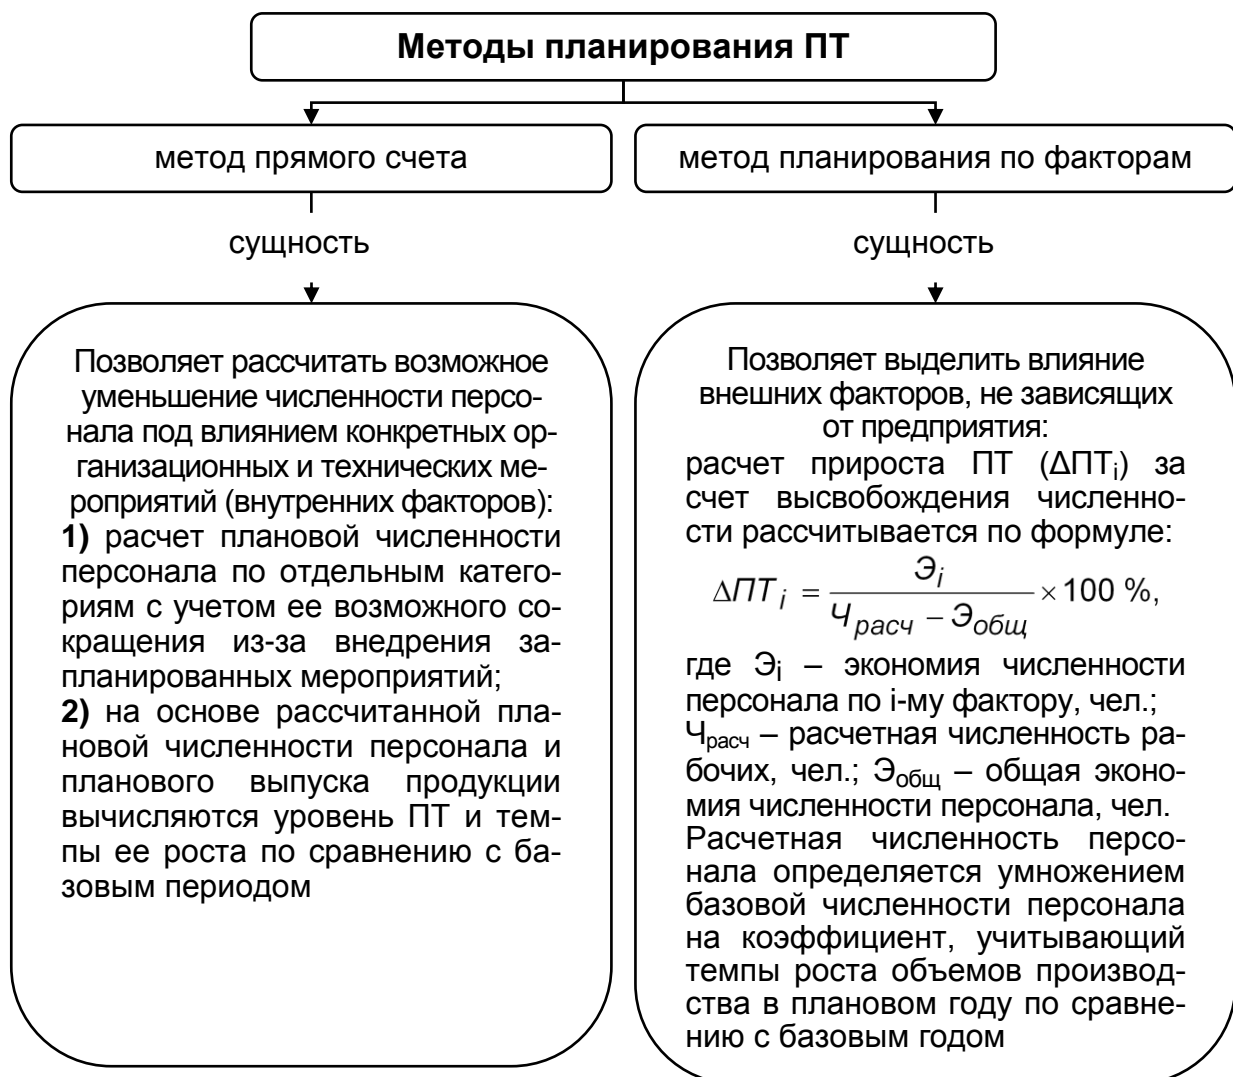 Методы планирования ПТ
метод прямого счета
метод планирования по факторам
сущность
сущность
Позволяет рассчитать возможное
уменьшение численности персо-
нала под влиянием конкретных ор-
ганизационных и технических ме-
роприятий (внутренних факторов):
1) расчет плановой численности
персонала по отдельным катего-
риям с учетом ее возможного со-
кращения из-за внедрения за-
планированных мероприятий;
2) на основе рассчитанной пла-
новой численности персонала и
планового выпуска продукции
вычисляются уровень ПТ и тем-
пы ее роста по сравнению с ба-
зовым периодом
Позволяет выделить влияние
внешних факторов, не зависящих
от предприятия:
расчет прироста ПТ (ΔПТi) за
счет высвобождения численно-
сти рассчитывается по формуле:
ΔПТ i = Эi / (Ч расч − Э общ) × 100 %,
где Эi – экономия численности
персонала по i-му фактору, чел.;
Чрасч – расчетная численность ра-
бочих, чел.; Эобщ – общая эконо-
мия численности персонала, чел.
Расчетная численность персо-
нала определяется умножением
базовой численности персонала
на коэффициент, учитывающий
темпы роста объемов производ-
ства в плановом году по сравне-
нию с базовым годом